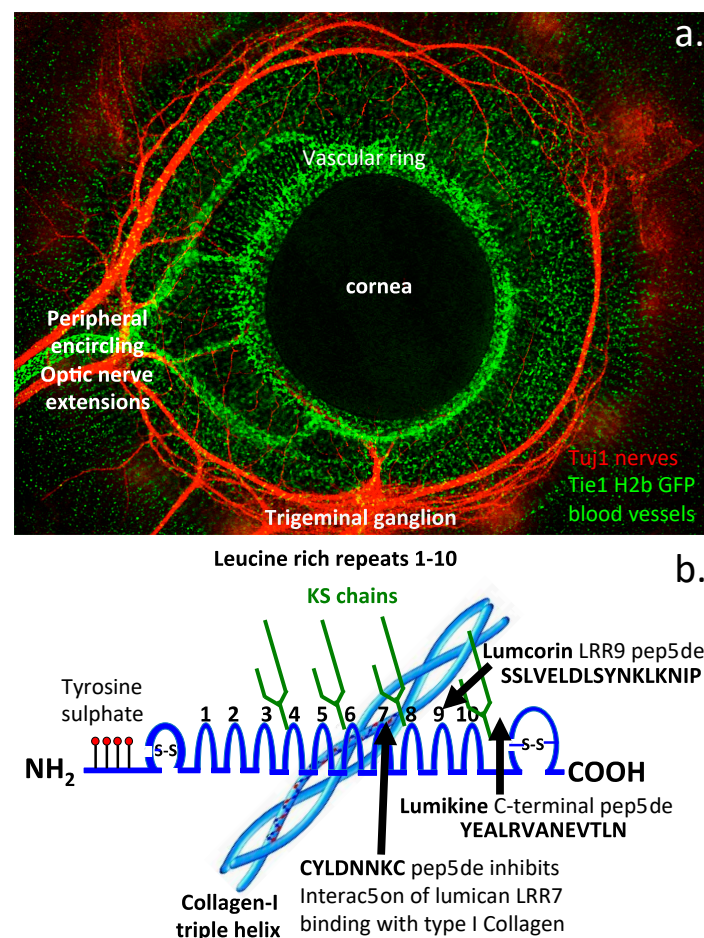 a.
Vascular ring
cornea
Peripheral
encircling
Optic nerve
extensions
Tuj1 nerves
Tie1 H2b GFP
blood vessels
Trigeminal ganglion
b.
Leucine rich repeats 1-10
KS chains
Lumcorin LRR9 pep5de
SSLVELDLSYNKLKNIP
Tyrosine
sulphate
1 2 3 4 5 6 7 8 9 10
S-S
S-S
NH2
COOH
Lumikine C-terminal pep5de
YEALRVANEVTLN
CYLDNNKC pep5de inhibits
Interac5on of lumican LRR7
binding with type I Collagen
Collagen-I
triple helix